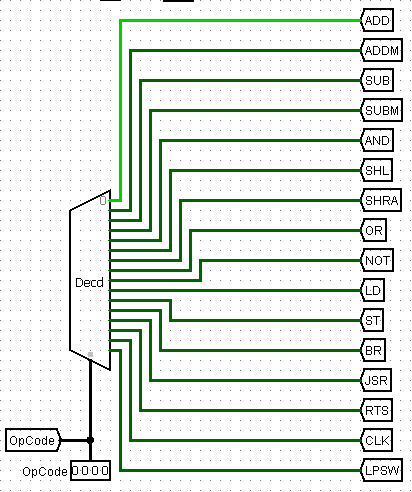 ADD
ADDM
SUB
SUBM
AND
SHL
SHRA
OR
NOT
LD
ST
BR
JSR
RTS
CLK
LPSW
0
Decd
OpCode
OpCode 0000